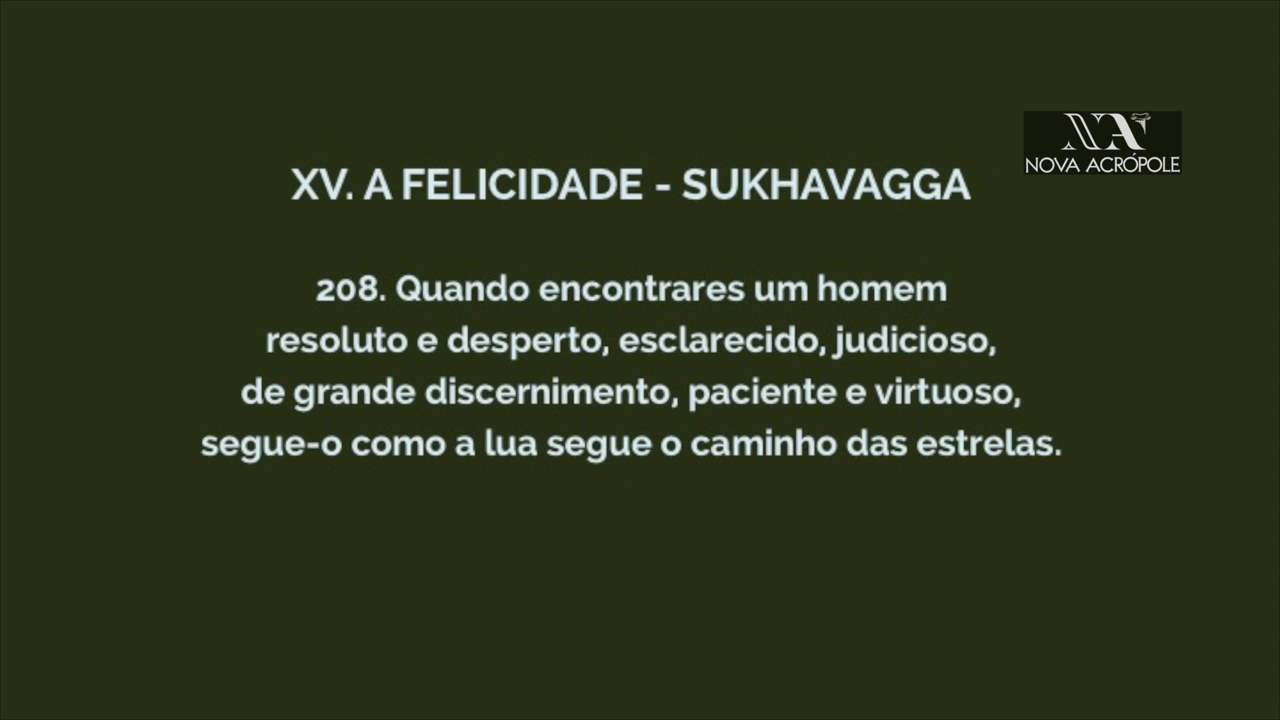 NOVA ACRÓPOLE
XV. A FELICIDADE - SUKHAVAGGA
208. Quando encontrares um homem
resoluto e desperto, esclarecido, judicioso,
de grande discernimento, paciente e virtuoso,
segue-o como a lua segue o caminho das estrelas.